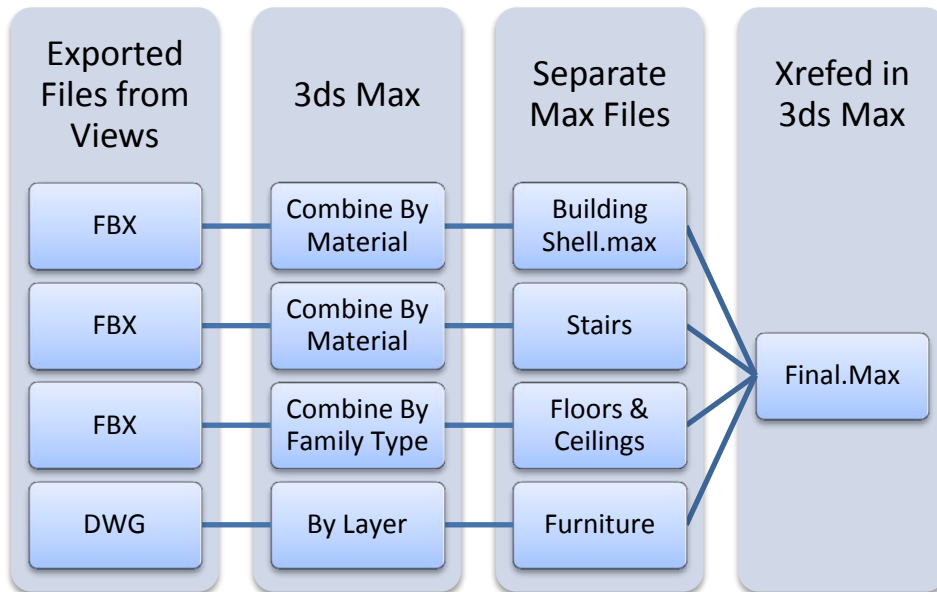 Exported
Files from
Views
3ds Max
Separate
Max Files
Xrefed in
3ds Max
FBX
Combine By
Material
Building
Shell.max
FBX
Combine By
Material
Stairs
FBX
Combine By
Family Type
Floors &
Ceilings
Final.Max
DWG
By Layer
Furniture